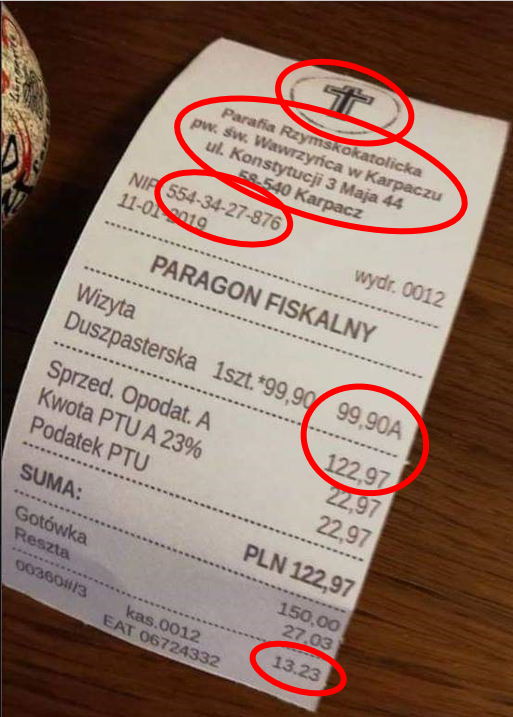 Parafia Rzymskokatolicka
pw. św. Wawrzyńca w Karpaczu
ul. Konstytucji 3 Maja 44
58-540 Karpacz
NIP 554-34-27-876
11-01-2019
wydr. 0012
PARAGON FISKALNY
Wizyta
Duszpasterska 1szt.*99,90 99,90A
Sprzed. Opodat. A 122,97
Kwota PTU A 23% 22,97
Podatek PTU 22,97
SUMA: PLN 122,97
Gotówka 150,00
Reszta 27,03
00360#/3 kas.0012 13.23
EAT 06724332